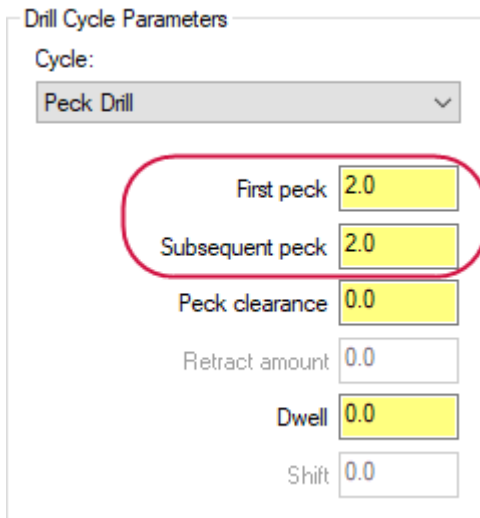 Drill Cycle Parameters
Cycle:
Peck Drill
First peck 2.0
Subsequent peck 2.0
Peck clearance 0.0
Retract amount 0.0
Dwell 0.0
Shift 0.0